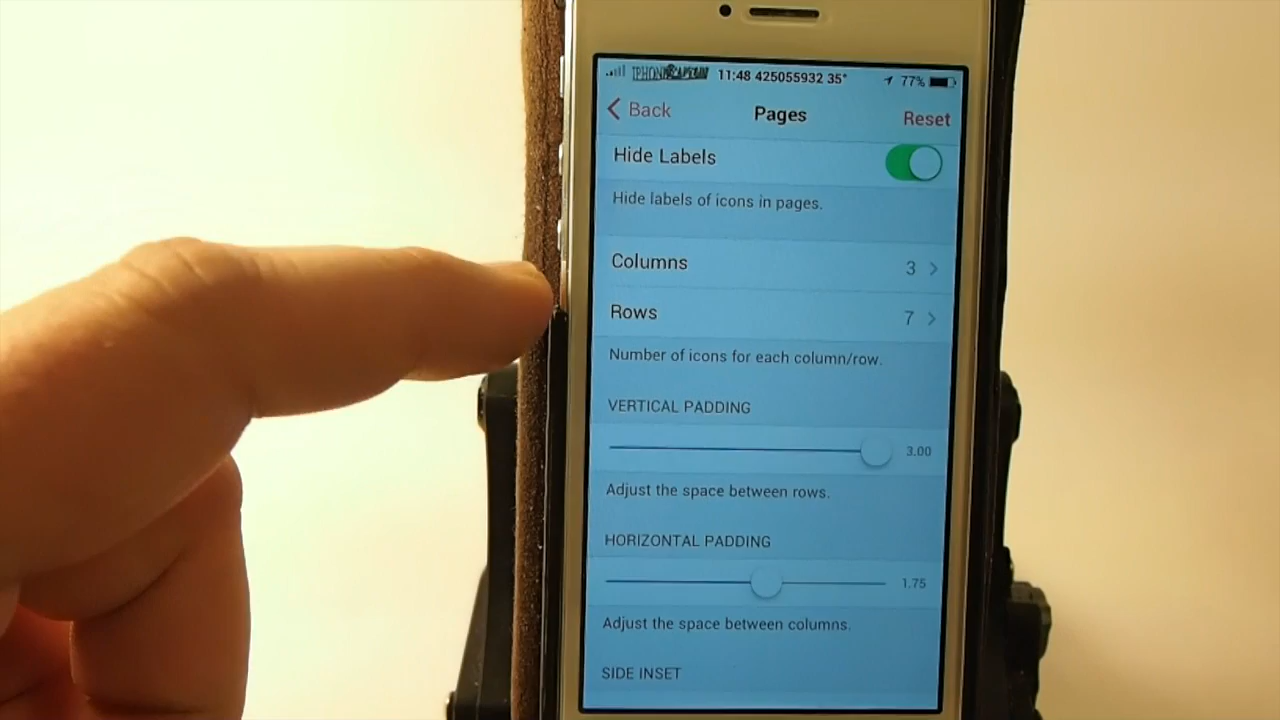 11:48 425055932 35° 77%
Back Pages Reset
Hide Labels
Hide labels of icons in pages.
Columns 3
Rows 7
Number of icons for each column/row.
VERTICAL PADDING
3.00
Adjust the space between rows.
HORIZONTAL PADDING
1.75
Adjust the space between columns.
SIDE INSET